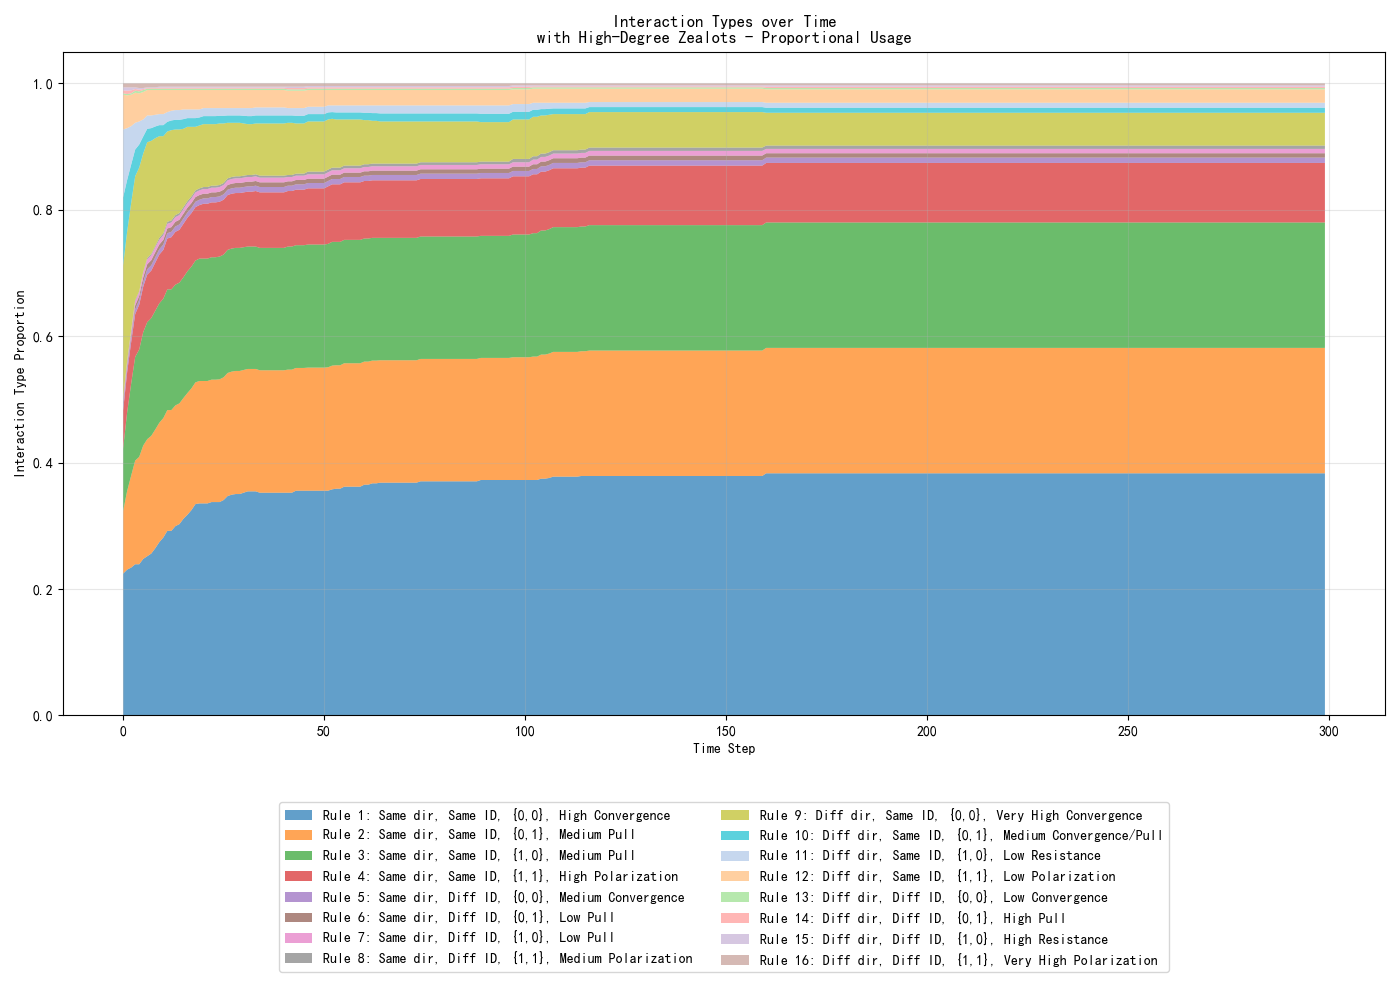 Interaction Types over Time
with High-Degree Zealots - Proportional Usage
Interaction Type Proportion
1.0
0.8
0.6
0.4
0.2
0.0
0
50
100
150
200
250
300
Time Step
Rule 1: Same dir, Same ID, {0,0}, High Convergence
Rule 2: Same dir, Same ID, {0,1}, Medium Pull
Rule 3: Same dir, Same ID, {1,0}, Medium Pull
Rule 4: Same dir, Same ID, {1,1}, High Polarization
Rule 5: Same dir, Diff ID, {0,0}, Medium Convergence
Rule 6: Same dir, Diff ID, {0,1}, Low Pull
Rule 7: Same dir, Diff ID, {1,0}, Low Pull
Rule 8: Same dir, Diff ID, {1,1}, Medium Polarization
Rule 9: Diff dir, Same ID, {0,0}, Very High Convergence
Rule 10: Diff dir, Same ID, {0,1}, Medium Convergence/Pull
Rule 11: Diff dir, Same ID, {1,0}, Low Resistance
Rule 12: Diff dir, Same ID, {1,1}, Low Polarization
Rule 13: Diff dir, Diff ID, {0,0}, Low Convergence
Rule 14: Diff dir, Diff ID, {0,1}, High Pull
Rule 15: Diff dir, Diff ID, {1,0}, High Resistance
Rule 16: Diff dir, Diff ID, {1,1}, Very High Polarization